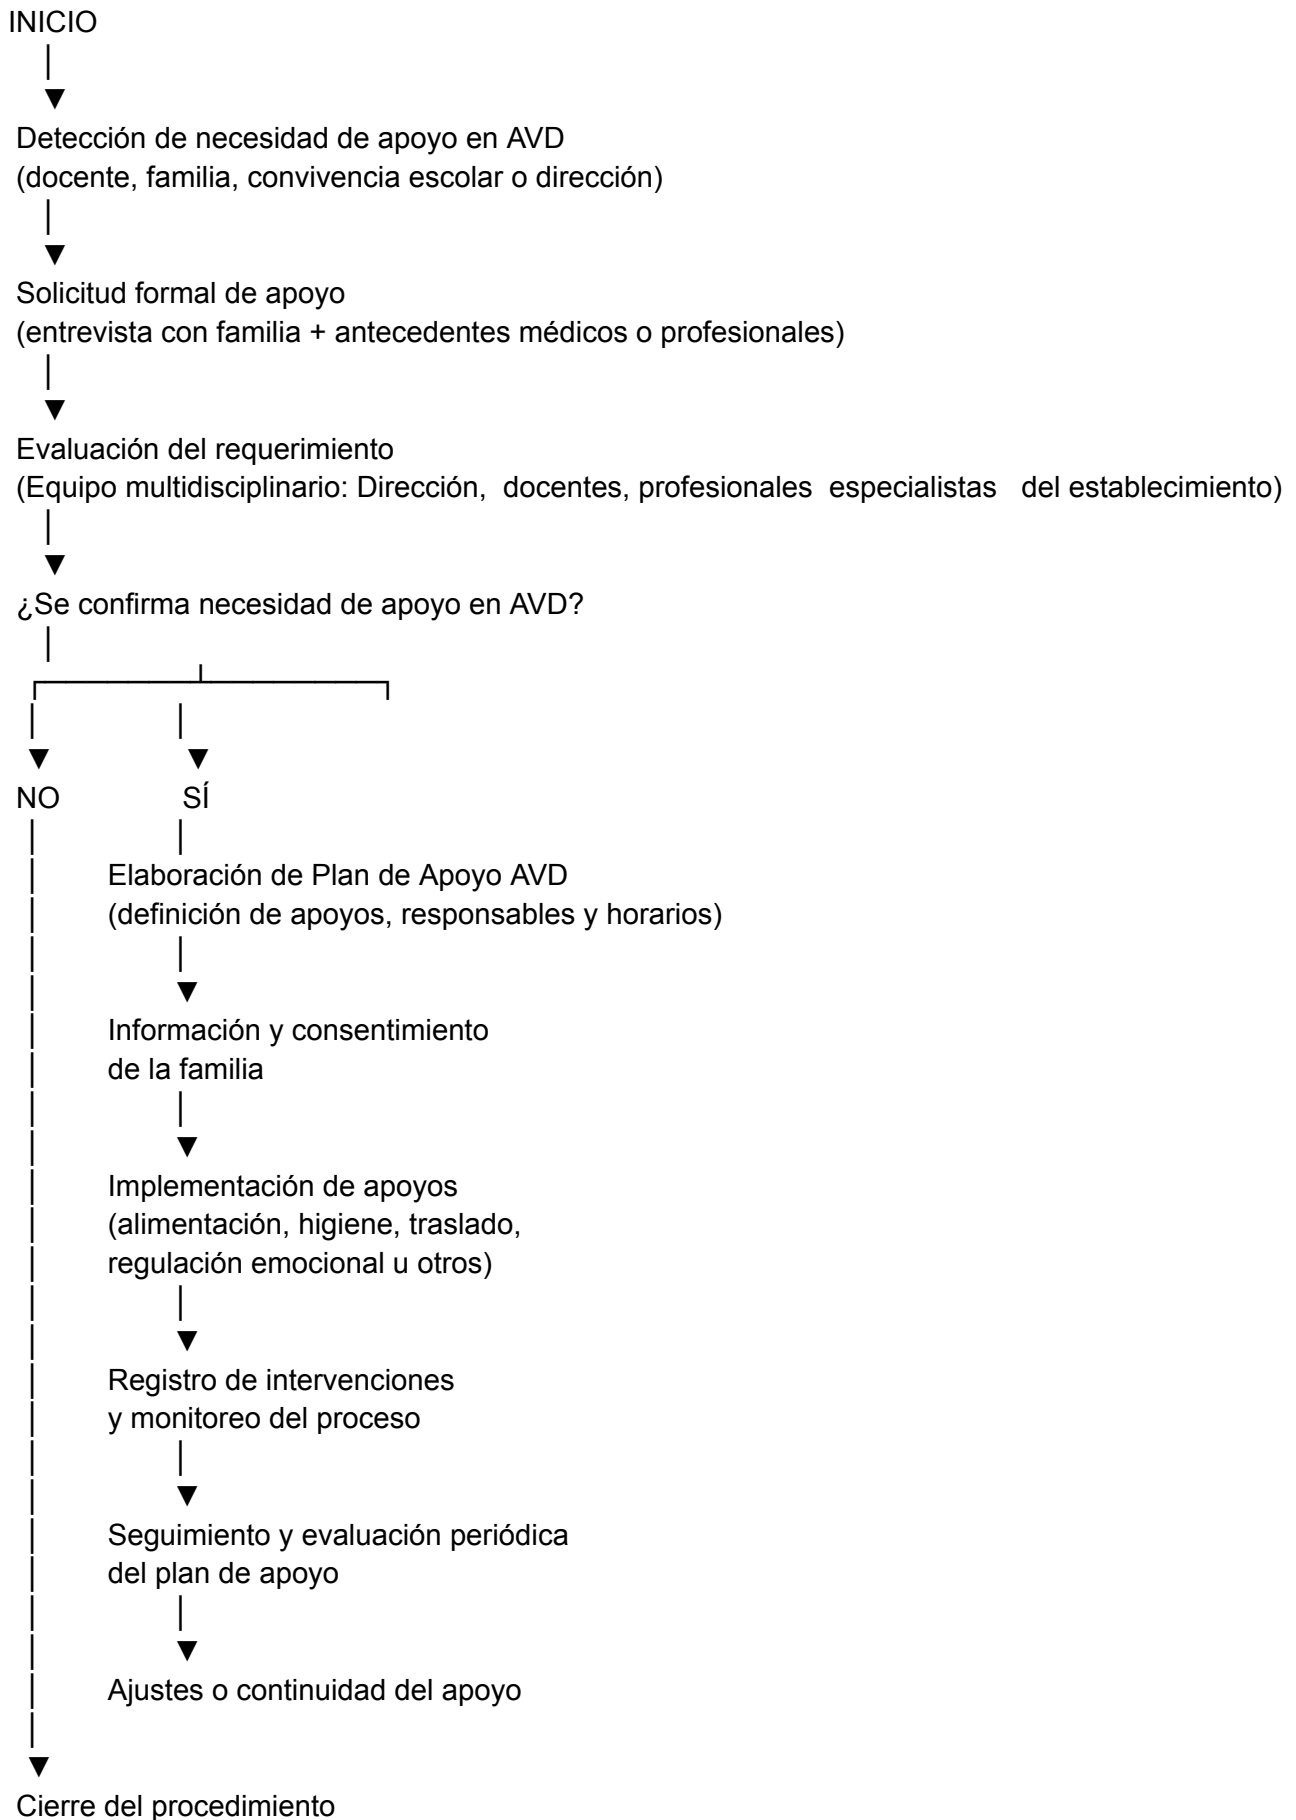 INICIO
Detección de necesidad de apoyo en AVD
(docente, familia, convivencia escolar o dirección)
Solicitud formal de apoyo
(entrevista con familia + antecedentes médicos o profesionales)
Evaluación del requerimiento
(Equipo multidisciplinario: Dirección, docentes, profesionales especialistas del establecimiento)
¿Se confirma necesidad de apoyo en AVD?
NO SÍ
Elaboración de Plan de Apoyo AVD
(definición de apoyos, responsables y horarios)
Información y consentimiento
de la familia
Implementación de apoyos
(alimentación, higiene, traslado,
regulación emocional u otros)
Registro de intervenciones
y monitoreo del proceso
Seguimiento y evaluación periódica
del plan de apoyo
Ajustes o continuidad del apoyo
Cierre del procedimiento